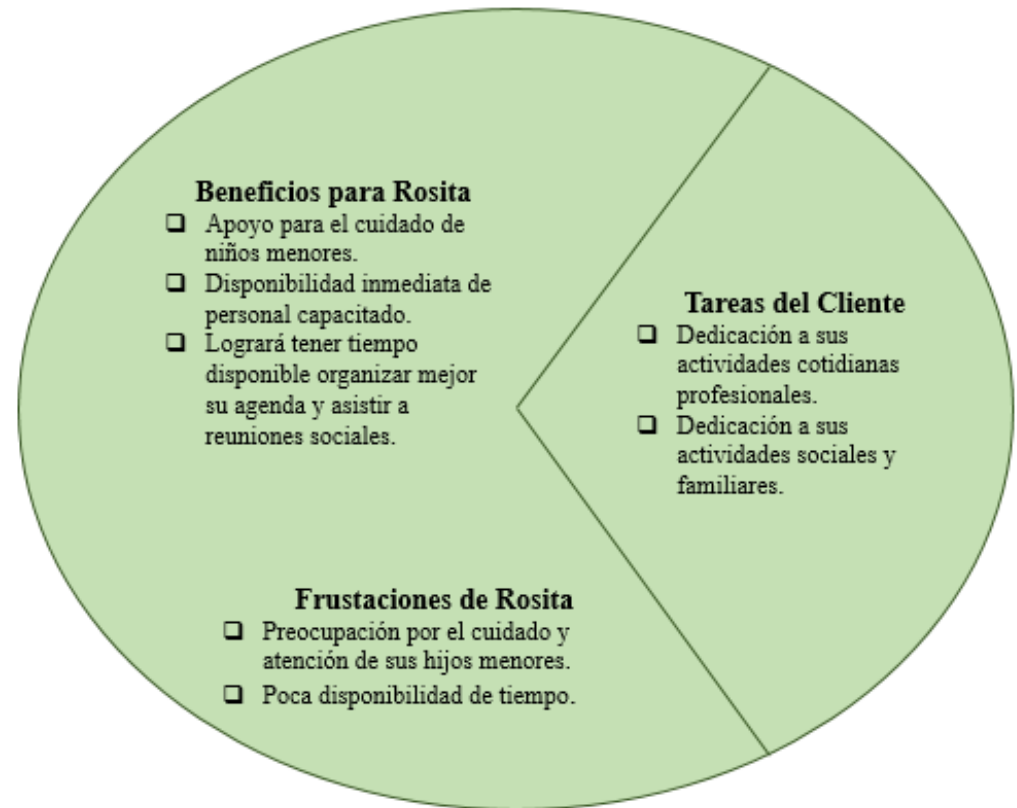 Beneficios para Rosita
❑ Apoyo para el cuidado de
niños menores.
❑ Disponibilidad inmediata de
personal capacitado.
❑ Logrará tener tiempo
disponible organizar mejor
su agenda y asistir a
reuniones sociales.
Tareas del Cliente
❑ Dedicación a sus
actividades cotidianas
profesionales.
❑ Dedicación a sus
actividades sociales y
familiares.
Frustaciones de Rosita
❑ Preocupación por el cuidado y
atención de sus hijos menores.
❑ Poca disponibilidad de tiempo.